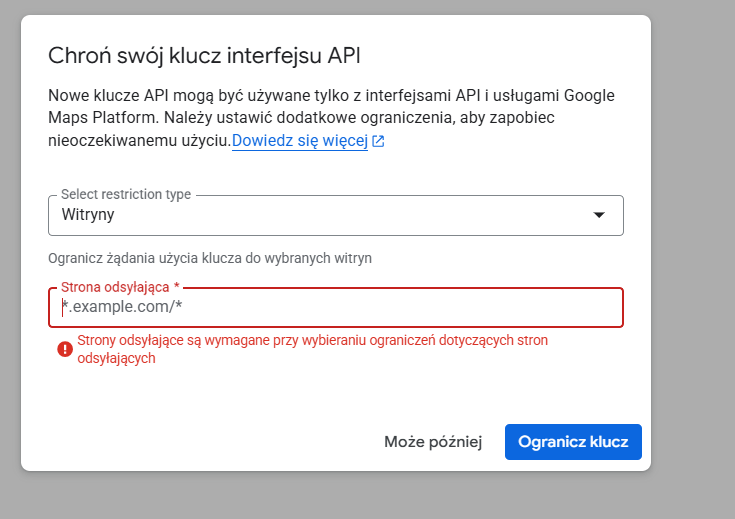 Chroń swój klucz interfejsu API
Nowe klucze API mogą być używane tylko z interfejsami API i usługami Google
Maps Platform. Należy ustawić dodatkowe ograniczenia, aby zapobiec
nieoczekiwanemu użyciu.Dowiedz się więcej
Select restriction type
Witryny
Ogranicz żądania użycia klucza do wybranych witryn
Strona odsyłająca *
*.example.com/*
Strony odsyłające są wymagane przy wybieraniu ograniczeń dotyczących stron
odsyłających
Może później
Ogranicz klucz